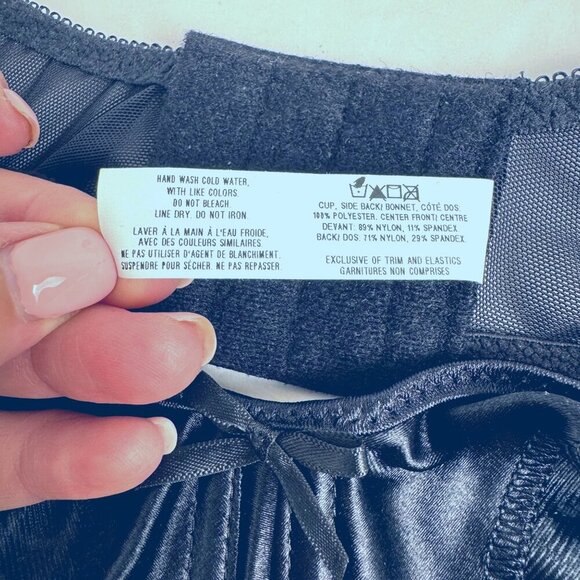 HAND WASH COLD WATER,
WITH LIKE COLORS.
DO NOT BLEACH.
LINE DRY. DO NOT IRON.
LAVER À LA MAIN À L'EAU FROIDE,
AVEC DES COULEURS SIMILAIRES.
NE PAS UTILISER D'AGENT DE BLANCHIMENT.
SUSPENDRE POUR SÉCHER. NE PAS REPASSER.
CUP, SIDE BACK/ BONNET, CÔTÉ DOS:
100% POLYESTER. CENTER FRONT/ CENTRE
DEVANT: 89% NYLON, 11% SPANDEX
BACK/ DOS: 71% NYLON, 29% SPANDEX
EXCLUSIVE OF TRIM AND ELASTICS
GARNITURES NON COMPRISES